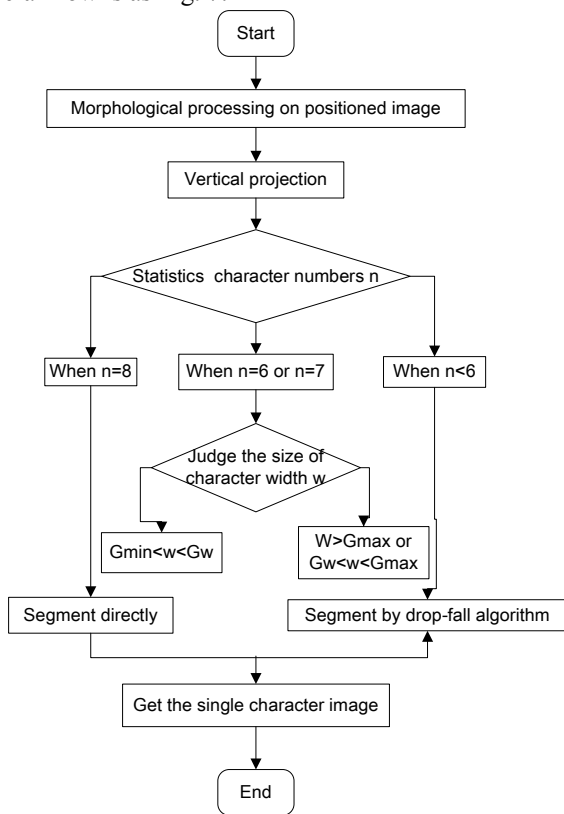 Start
Morphological processing on positioned image
Vertical projection
Statistics character numbers n
When n=8
When n=6 or n=7
When n<6
Judge the size of
character width w
Gmin<w<Gw
W>Gmax or
Gw<w<Gmax
Segment directly
Segment by drop-fall algorithm
Get the single character image
End